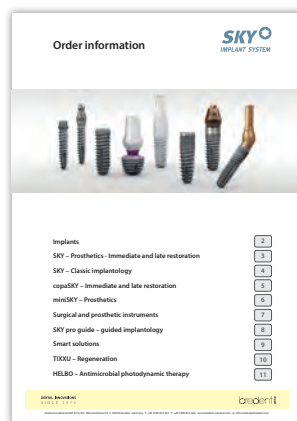 Order information
SKY
IMPLANT SYSTEM
Implants 2
SKY – Prosthetics - Immediate and late restoration 3
SKY – Classic implantology 4
copaSKY – Immediate and late restoration 5
miniSKY – Prosthetics 6
Surgical and prosthetic instruments 7
SKY pro guide – guided implantology 8
Smart solutions 9
TiXXU – Regeneration 10
HELBO – Antimicrobial photodynamic therapy 11
DENTAL INNOVATIONS
SINCE 1974
bredent